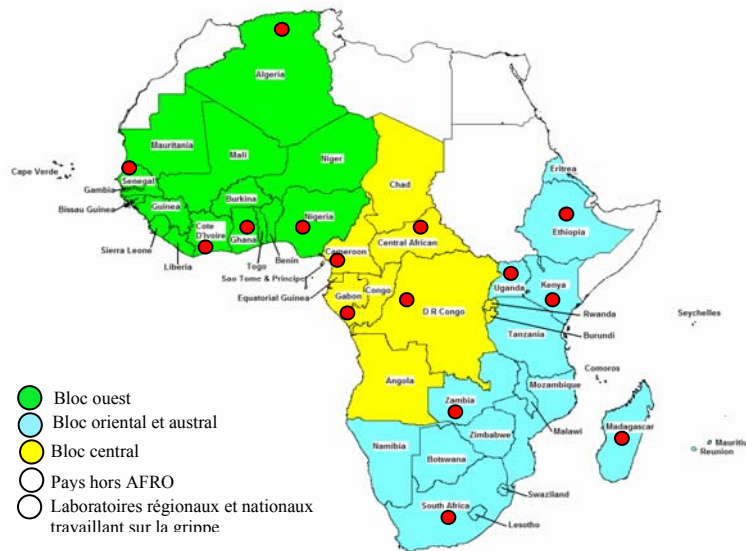 Algeria
Mauritania
Mali
Niger
Cape Verde
Chad
Eritrea
Senegal
Gambia
Bissau Guinea
Guinea
Burkina
Nigeria
Cote
D'Ivoire
Ghana
Ethiopia
Central African
Cameroon
Sierra Leone
Liberia
Togo
Benin
Sao Tome & Principe
Equatorial Guinea
Gabon
Congo
D R Congo
Uganda
Kenya
Rwanda
Burundi
Seychelles
Tanzania
Comoros
Angola
Mozambique
Zambia
Malawi
Madagascar
Zimbabwe
Namibia
Botswana
Mauritiu
Reunion
Swaziland
South Africa
Lesotho
Bloc ouest
Bloc oriental et austral
Bloc central
Pays hors AFRO
Laboratoires régionaux et nationaux
travaillant sur la grippe